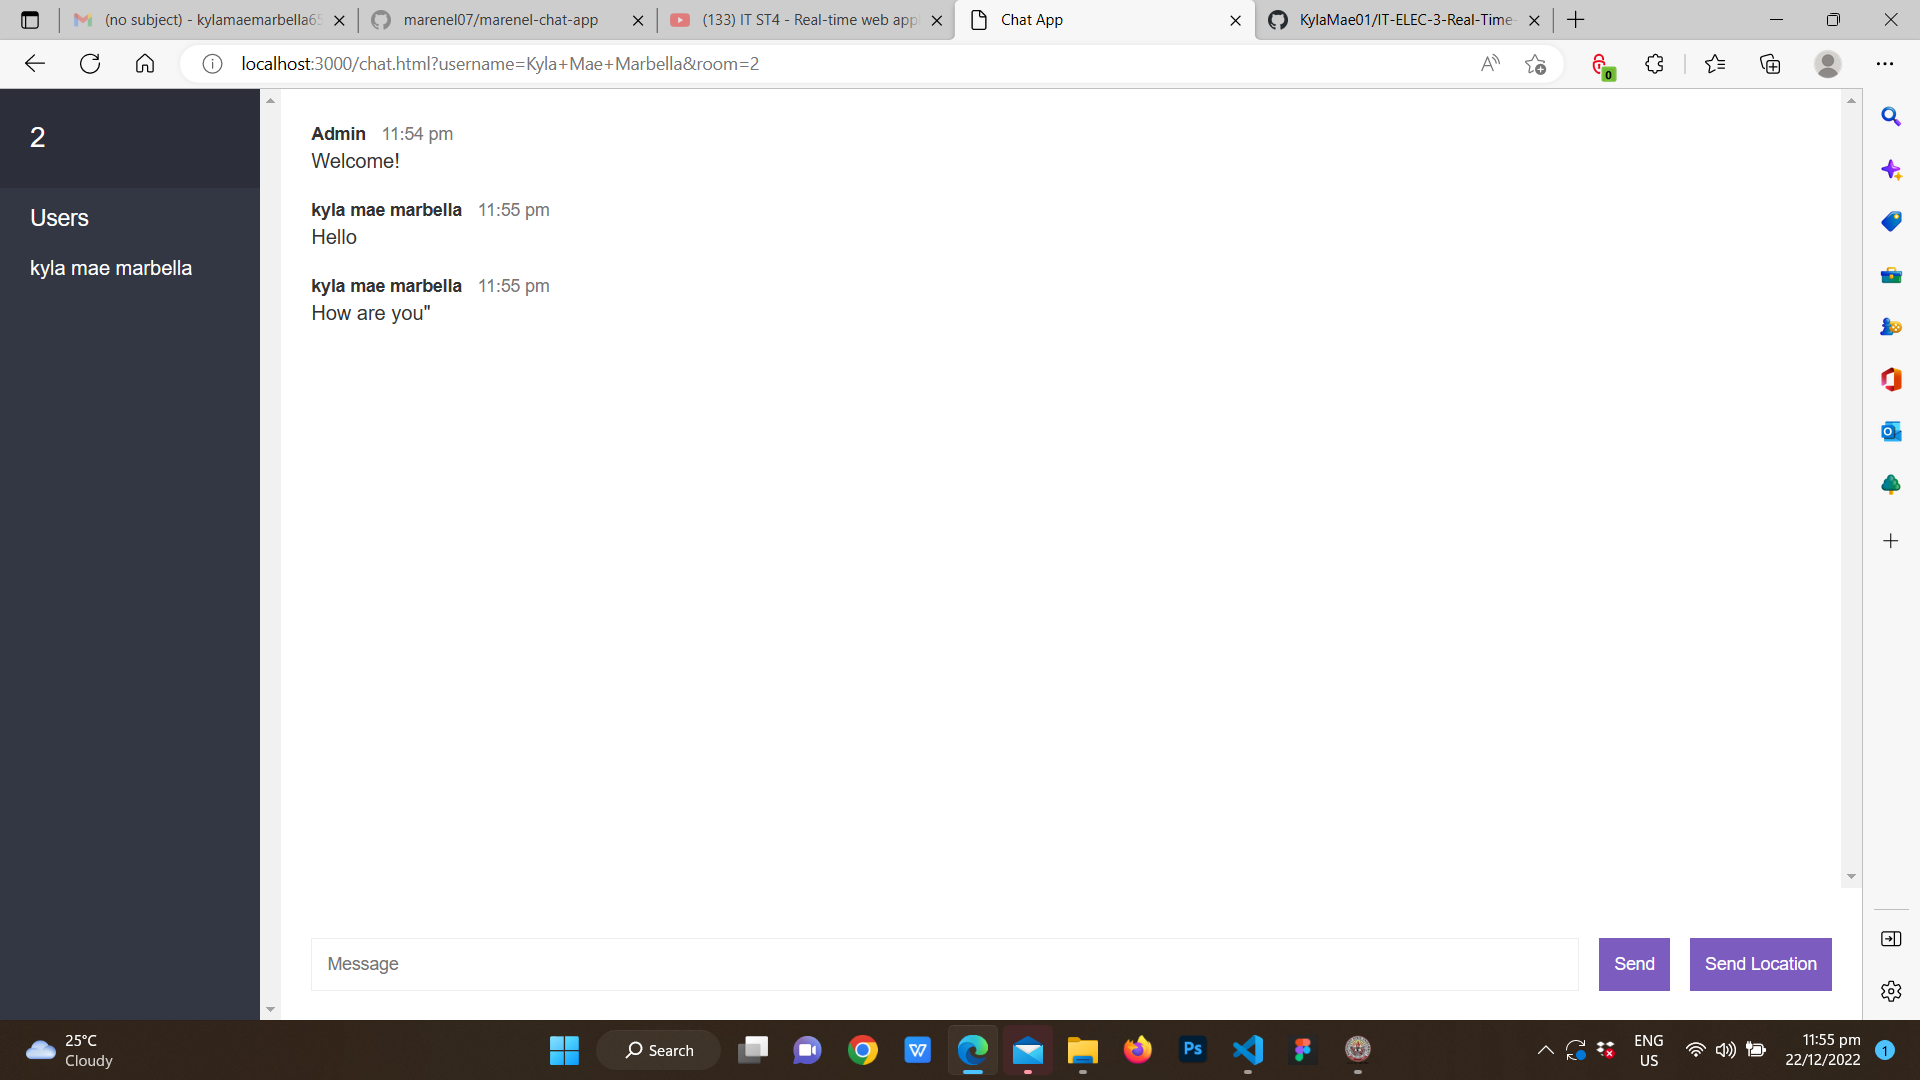 (no subject) - kylamaemarbella65
marenel07/marenel-chat-app
(133) IT ST4 - Real-time web app
Chat App
KylaMae01/IT-ELEC-3-Real-Time-
localhost:3000/chat.html?username=Kyla+Mae+Marbella&room=2
0
2
Users
kyla mae marbella
Admin 11:54 pm
Welcome!
kyla mae marbella 11:55 pm
Hello
kyla mae marbella 11:55 pm
How are you"
Message
Send
Send Location
25°C
Cloudy
Search
Ps
ENG
US
11:55 pm
22/12/2022
1